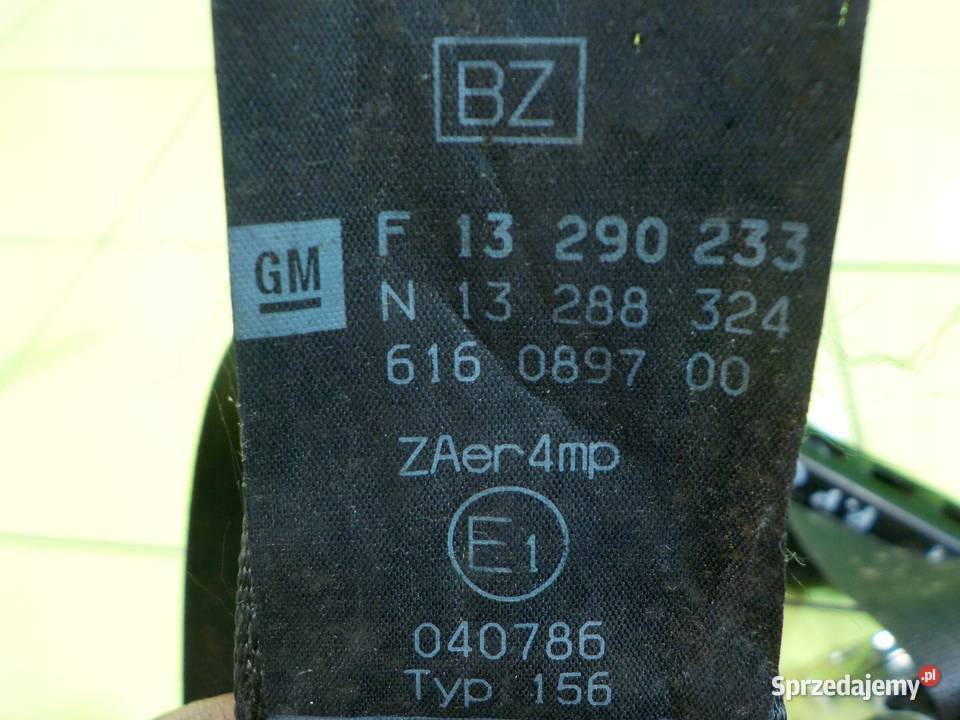 BZ
GM
F 13 290 233
N 13 288 324
616 0897 00
ZAer4mp
E1
040786
Typ 156
Sprzedajemy.pl